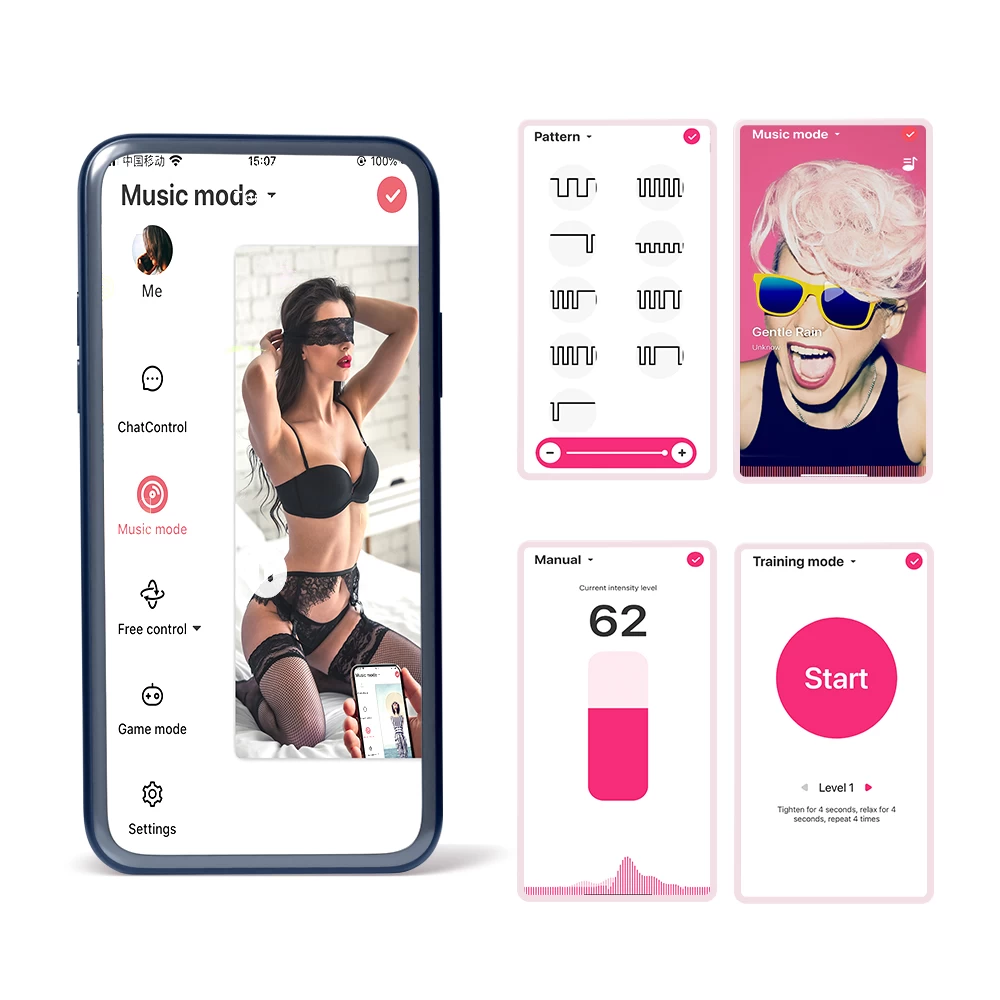 中国移动 15:07 100%
Music mode
Me
ChatControl
Music mode
Free control
Game mode
Settings
Pattern
Music mode
Gentle Rain
Manual
Current intensity level
62
Training mode
Start
Level 1
Tighten for 4 seconds, relax for 4
seconds, repeat 4 times